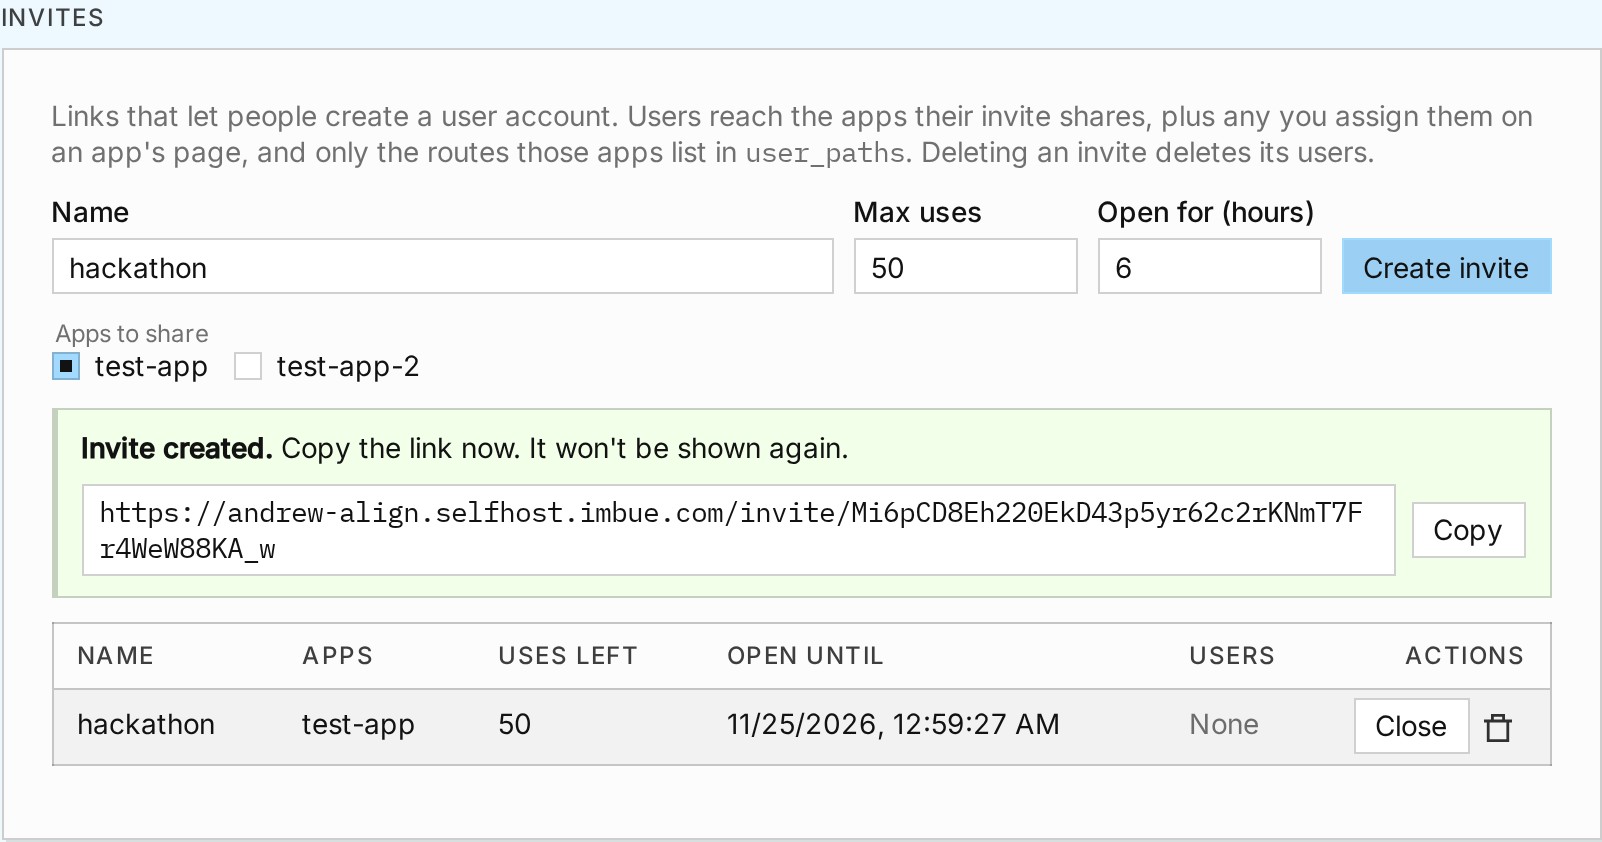 INVITES
Links that let people create a user account. Users reach the apps their invite shares, plus any you assign them on
an app's page, and only the routes those apps list in user_paths. Deleting an invite deletes its users.
Name Max uses Open for (hours)
hackathon 50 6 Create invite
Apps to share
test-app test-app-2
Invite created. Copy the link now. It won't be shown again.
https://andrew-align.selfhost.imbue.com/invite/Mi6pCD8Eh220EkD43p5yr62c2rKNmT7F
r4WeW88KA_w
Copy
NAME APPS USES LEFT OPEN UNTIL USERS ACTIONS
hackathon test-app 50 11/25/2026, 12:59:27 AM None Close